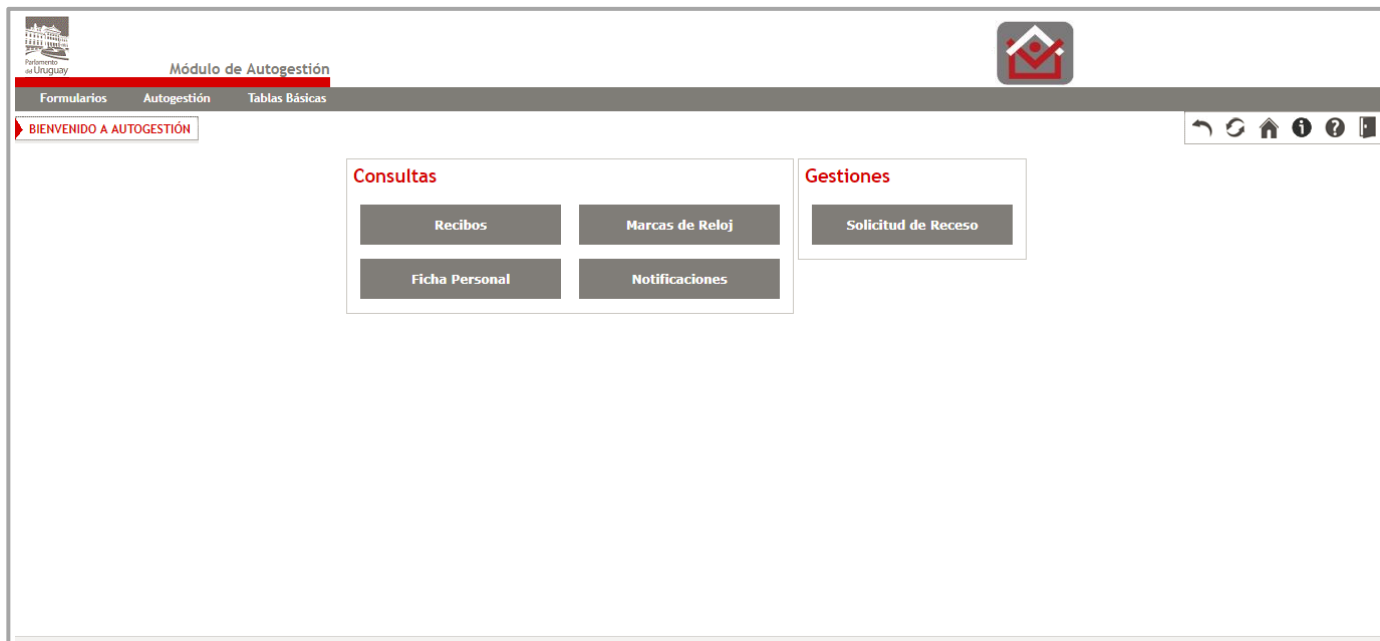 Parlamento
del Uruguay
Módulo de Autogestión
Formularios Autogestión Tablas Básicas
BIENVENIDO A AUTOGESTIÓN
Consultas
Gestiones
Recibos Marcas de Reloj Solicitud de Receso
Ficha Personal Notificaciones